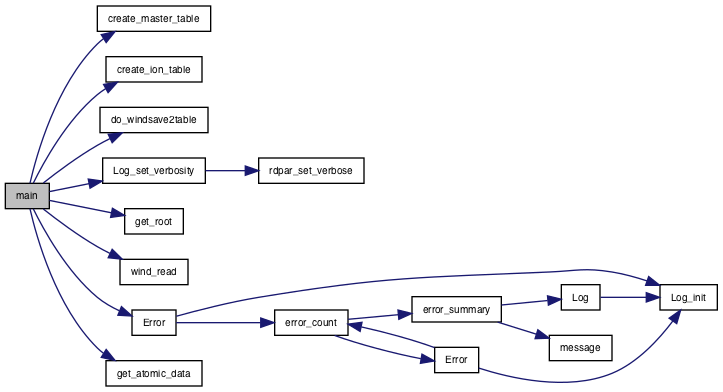 create_master_table
create_ion_table
do_windsave2table
Log_set_verbosity
rdpar_set_verbose
main
get_root
wind_read
Log_init
Log
error_summary
Error
error_count
message
Error
get_atomic_data